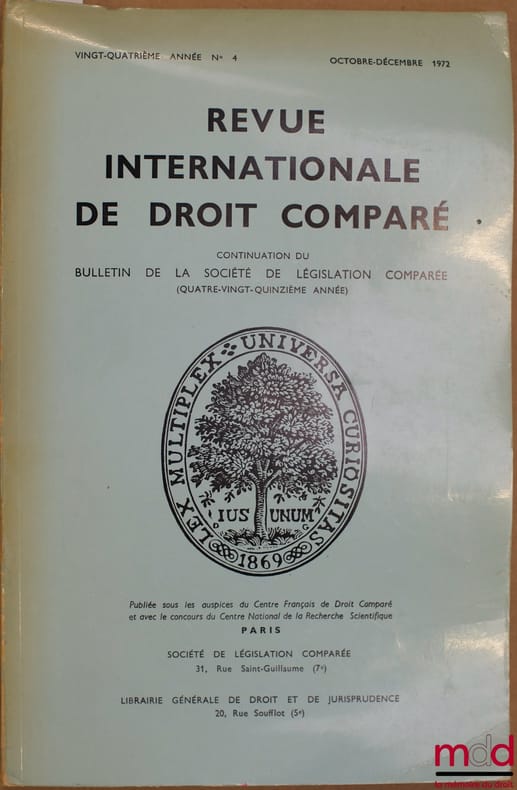 VINGT-QUATRIÈME ANNÉE Nº 4
OCTOBRE-DÉCEMBRE 1972
REVUE
INTERNATIONALE
DE DROIT COMPARÉ
CONTINUATION DU
BULLETIN DE LA SOCIÉTÉ DE LÉGISLATION COMPARÉE
(QUATRE-VINGT-QUINZIÈME ANNÉE)
LEX MULTIPLEX UNIVERSA CURIOSITAS
IUS UNUM
1869
Publiée sous les auspices du Centre Français de Droit Comparé
et avec le concours du Centre National de la Recherche Scientifique
PARIS
SOCIÉTÉ DE LÉGISLATION COMPARÉE
31, Rue Saint-Guillaume (7e)
LIBRAIRIE GÉNÉRALE DE DROIT ET DE JURISPRUDENCE
20, Rue Soufflot (5e)
mdd
la mémoire du droit